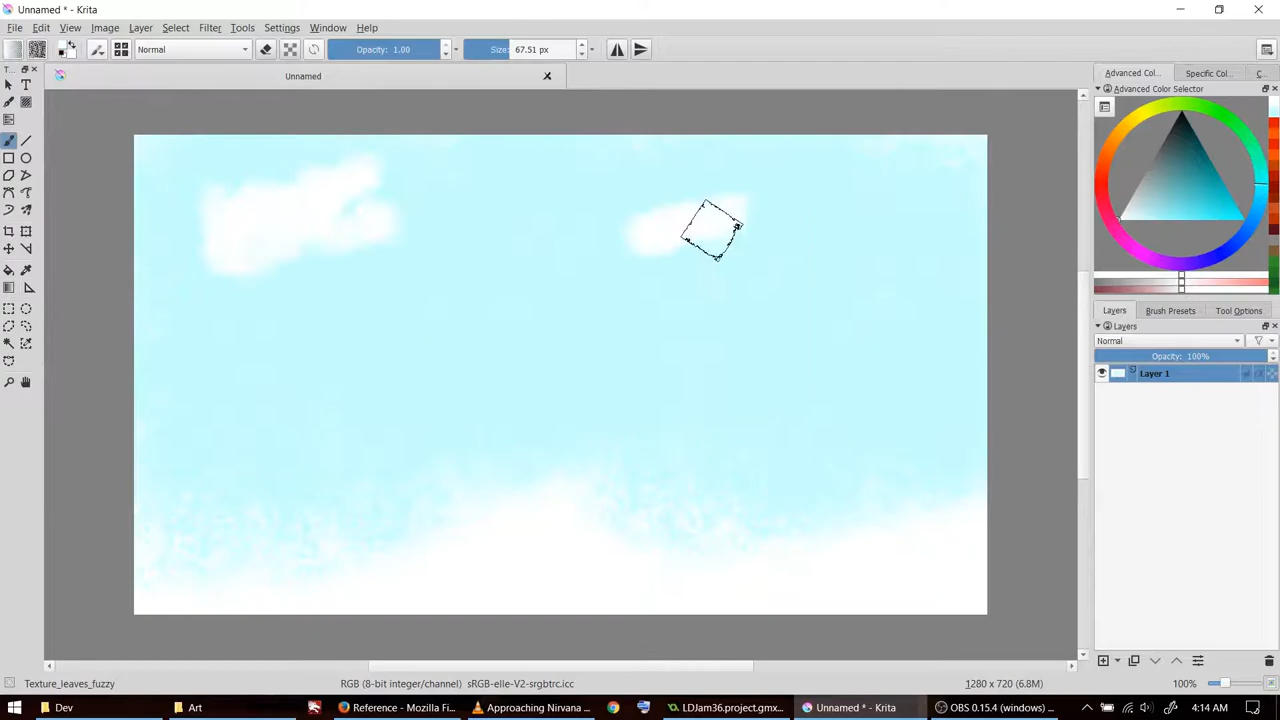 Unnamed * - Krita
File Edit View Image Layer Select Filter Tools Settings Window Help
Normal Opacity: 1.00 Size: 67.51 px
T... Unnamed Advanced Col... Specific Col... C...
Advanced Color Selector
Layers Brush Presets Tool Options
Layers
Normal
Opacity: 100%
Layer 1
Texture_leaves_fuzzy RGB (8-bit integer/channel) sRGB-elle-V2-srgbtrc.icc 1280 x 720 (6.8M) 100%
Dev Art Reference - Mozilla Fi... Approaching Nirvana ... LDJam36.project.gmx... Unnamed * - Krita OBS 0.15.4 (windows)... 4:14 AM